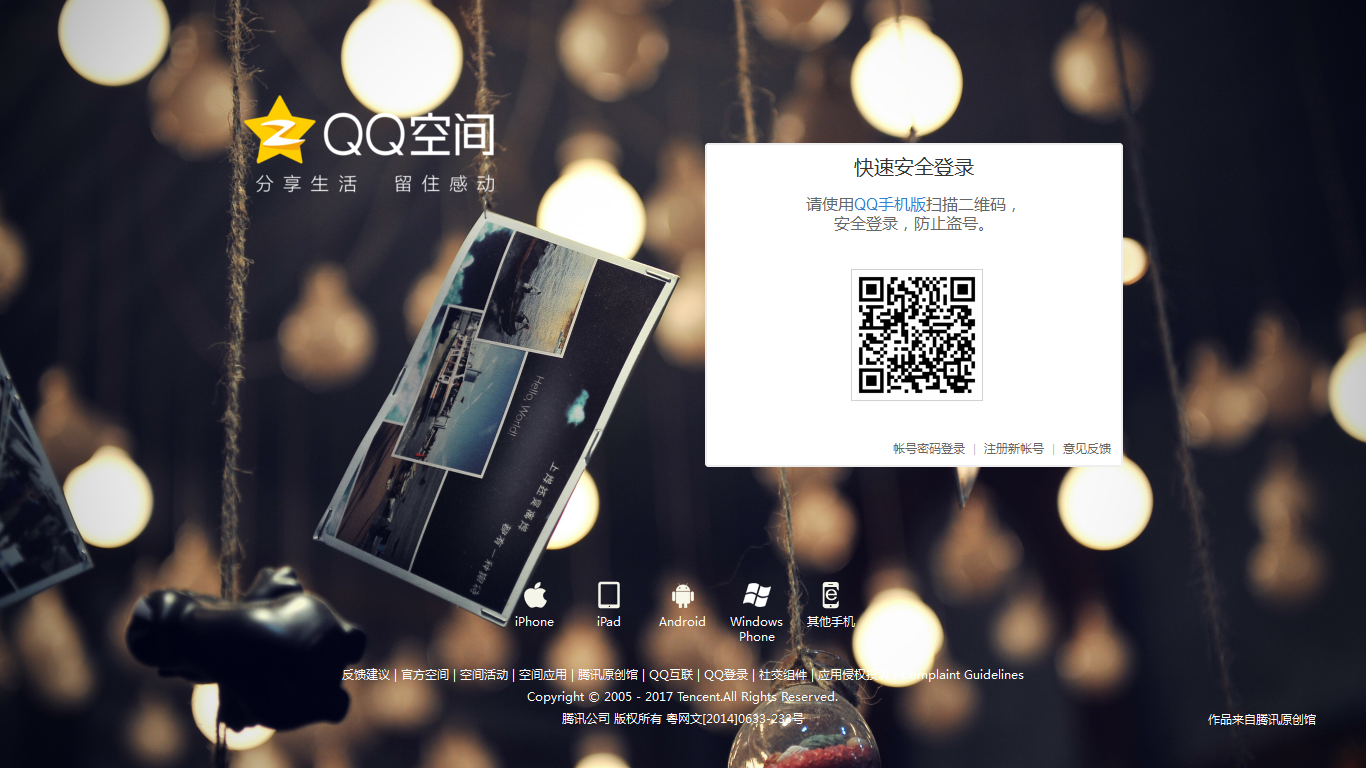 QQ空间
分享生活 留住感动
快速安全登录
请使用QQ手机版扫描二维码，
安全登录，防止盗号。
帐号密码登录 | 注册新帐号 | 意见反馈
Hello, World!
iPhone
iPad
Android
Windows Phone
其他手机
反馈建议 | 官方空间 | 空间活动 | 空间应用 | 腾讯原创馆 | QQ互联 | QQ登录 | 社交组件 | 应用侵权 Complaint Guidelines
Copyright © 2005 - 2017 Tencent.All Rights Reserved.
腾讯公司 版权所有 粤网文[2014]0633-233号
作品来自腾讯原创馆